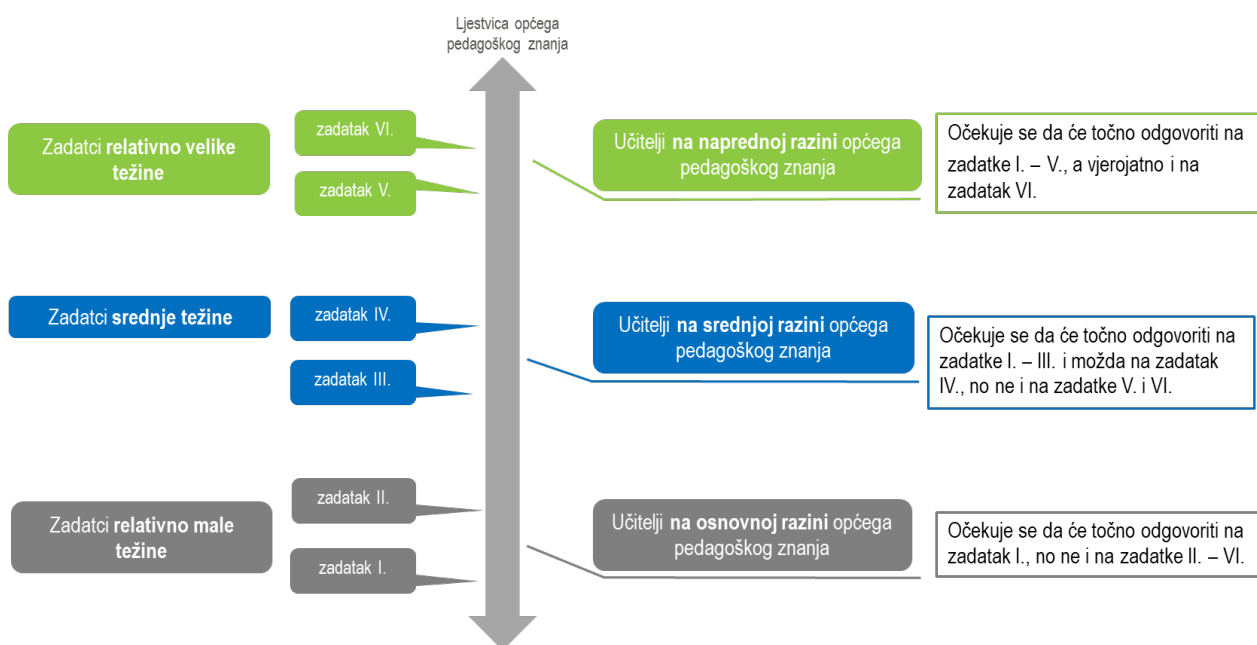 Ljestvica općega
pedagoškog znanja
Zadatci relativno velike
težine
zadatak VI.
zadatak V.
Učitelji na naprednoj razini općega
pedagoškog znanja
Očekuje se da će točno odgovoriti na
zadatke I. – V., a vjerojatno i na
zadatak VI.
Zadatci srednje težine
zadatak IV.
zadatak III.
Učitelji na srednjoj razini općega
pedagoškog znanja
Očekuje se da će točno odgovoriti na
zadatke I. – III. i možda na zadatak
IV., no ne i na zadatke V. i VI.
Zadatci relativno male
težine
zadatak II.
zadatak I.
Učitelji na osnovnoj razini općega
pedagoškog znanja
Očekuje se da će točno odgovoriti na
zadatak I., no ne i na zadatke II. – VI.